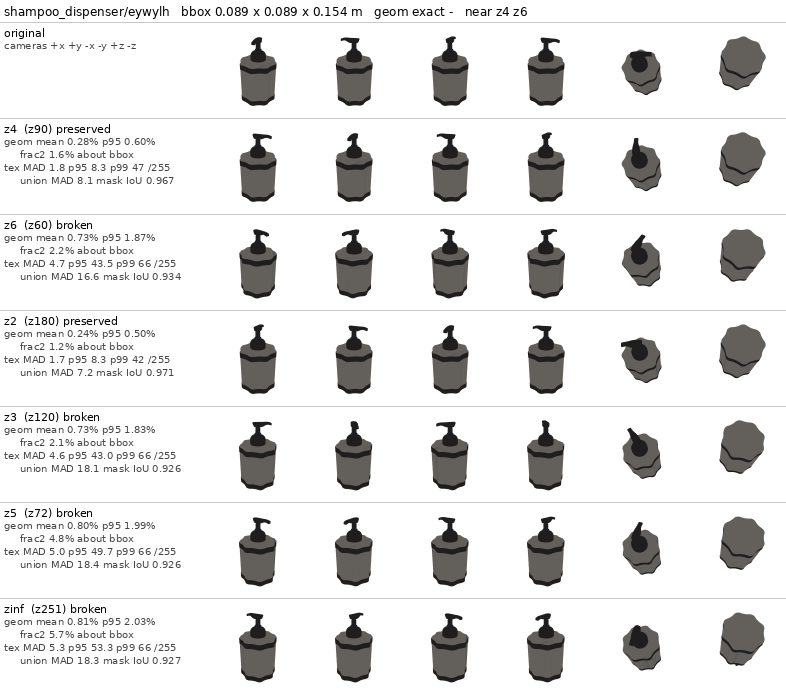 shampoo_dispenser/eywylh bbox 0.089 x 0.089 x 0.154 m geom exact - near z4 z6
original
cameras +x +y -x -y +z -z
z4 (z90) preserved
geom mean 0.28% p95 0.60%
frac2 1.6% about bbox
tex MAD 1.8 p95 8.3 p99 47 /255
union MAD 8.1 mask IoU 0.967
z6 (z60) broken
geom mean 0.73% p95 1.87%
frac2 2.2% about bbox
tex MAD 4.7 p95 43.5 p99 66 /255
union MAD 16.6 mask IoU 0.934
z2 (z180) preserved
geom mean 0.24% p95 0.50%
frac2 1.2% about bbox
tex MAD 1.7 p95 8.3 p99 42 /255
union MAD 7.2 mask IoU 0.971
z3 (z120) broken
geom mean 0.73% p95 1.83%
frac2 2.1% about bbox
tex MAD 4.6 p95 43.0 p99 66 /255
union MAD 18.1 mask IoU 0.926
z5 (z72) broken
geom mean 0.80% p95 1.99%
frac2 4.8% about bbox
tex MAD 5.0 p95 49.7 p99 66 /255
union MAD 18.4 mask IoU 0.926
zinf (z251) broken
geom mean 0.81% p95 2.03%
frac2 5.7% about bbox
tex MAD 5.3 p95 53.3 p99 66 /255
union MAD 18.3 mask IoU 0.927